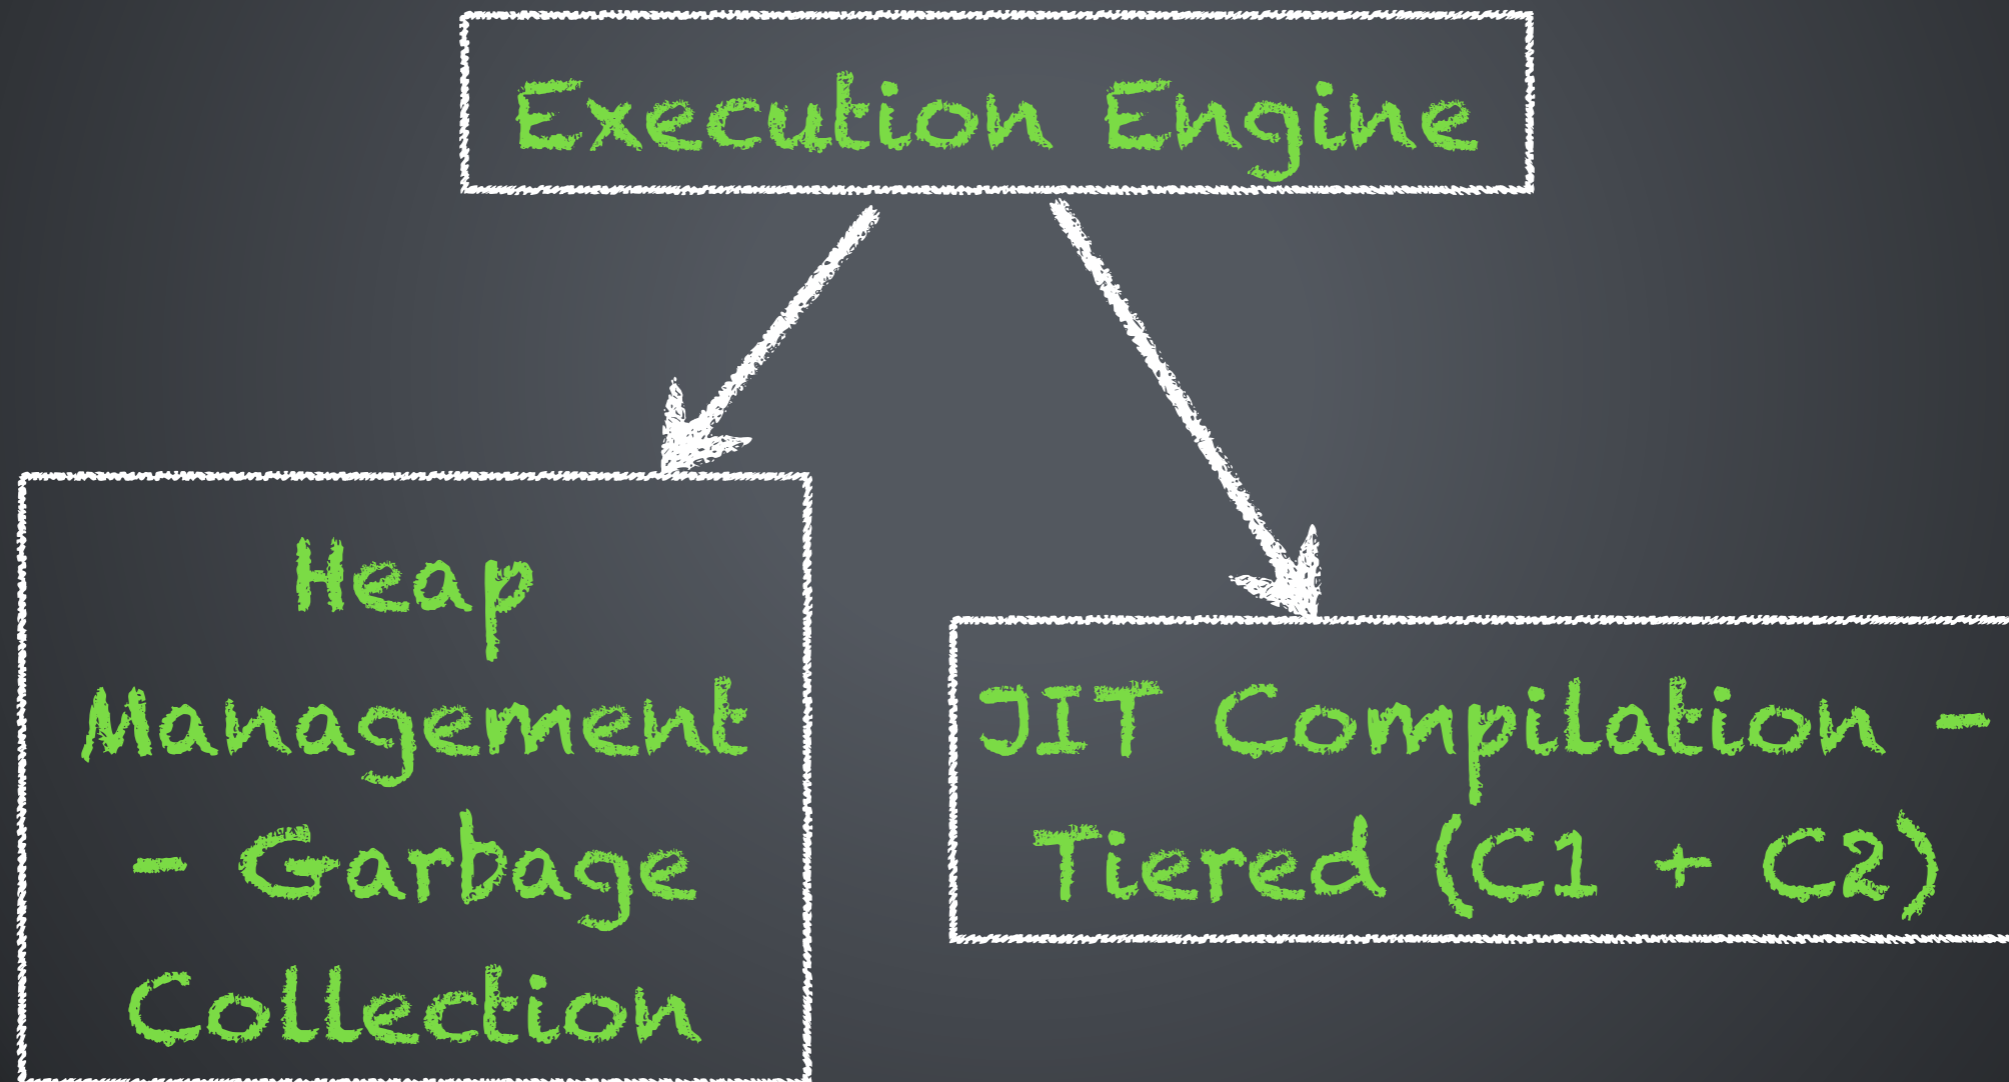 Execution Engine
Heap
Management
- Garbage
Collection
JIT Compilation -
Tiered (C1 + C2)